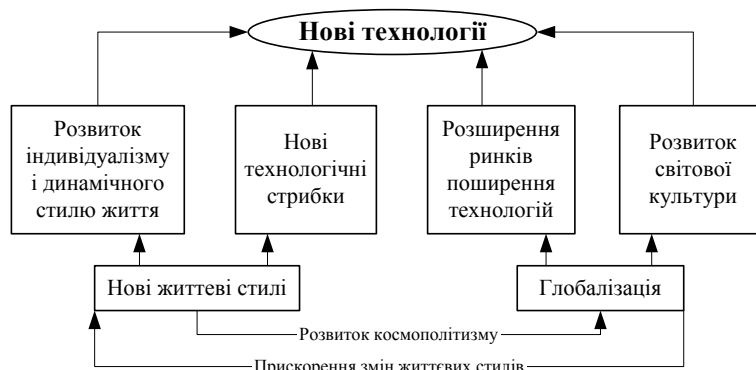 Нові технології
Розвиток
індивідуалізму
і динамічного
стилю життя
Нові
технологічні
стрибки
Розширення
ринків
поширення
технологій
Розвиток
світової
культури
Нові життеві стилі
Глобалізація
Розвиток космополітизму
Прискорення змін життєвих стилів